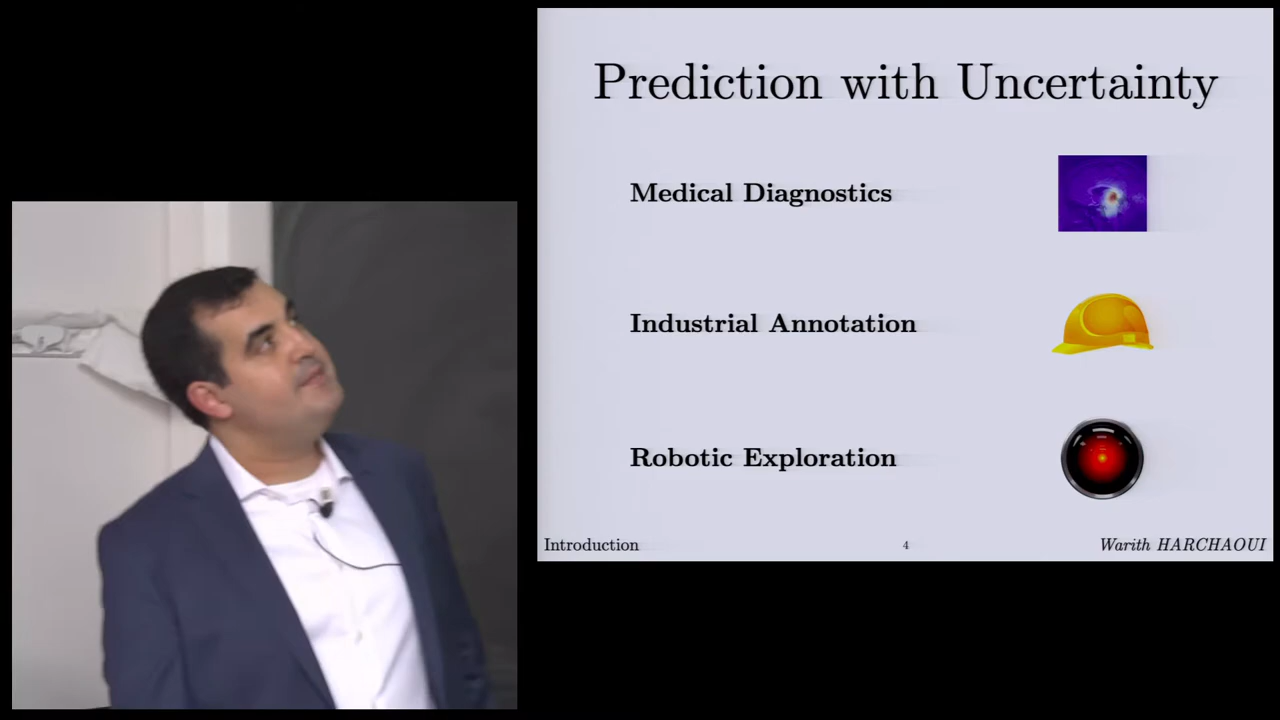 Prediction with Uncertainty
Medical Diagnostics
Industrial Annotation
Robotic Exploration
Introduction
4
Warith HARCHAOUI